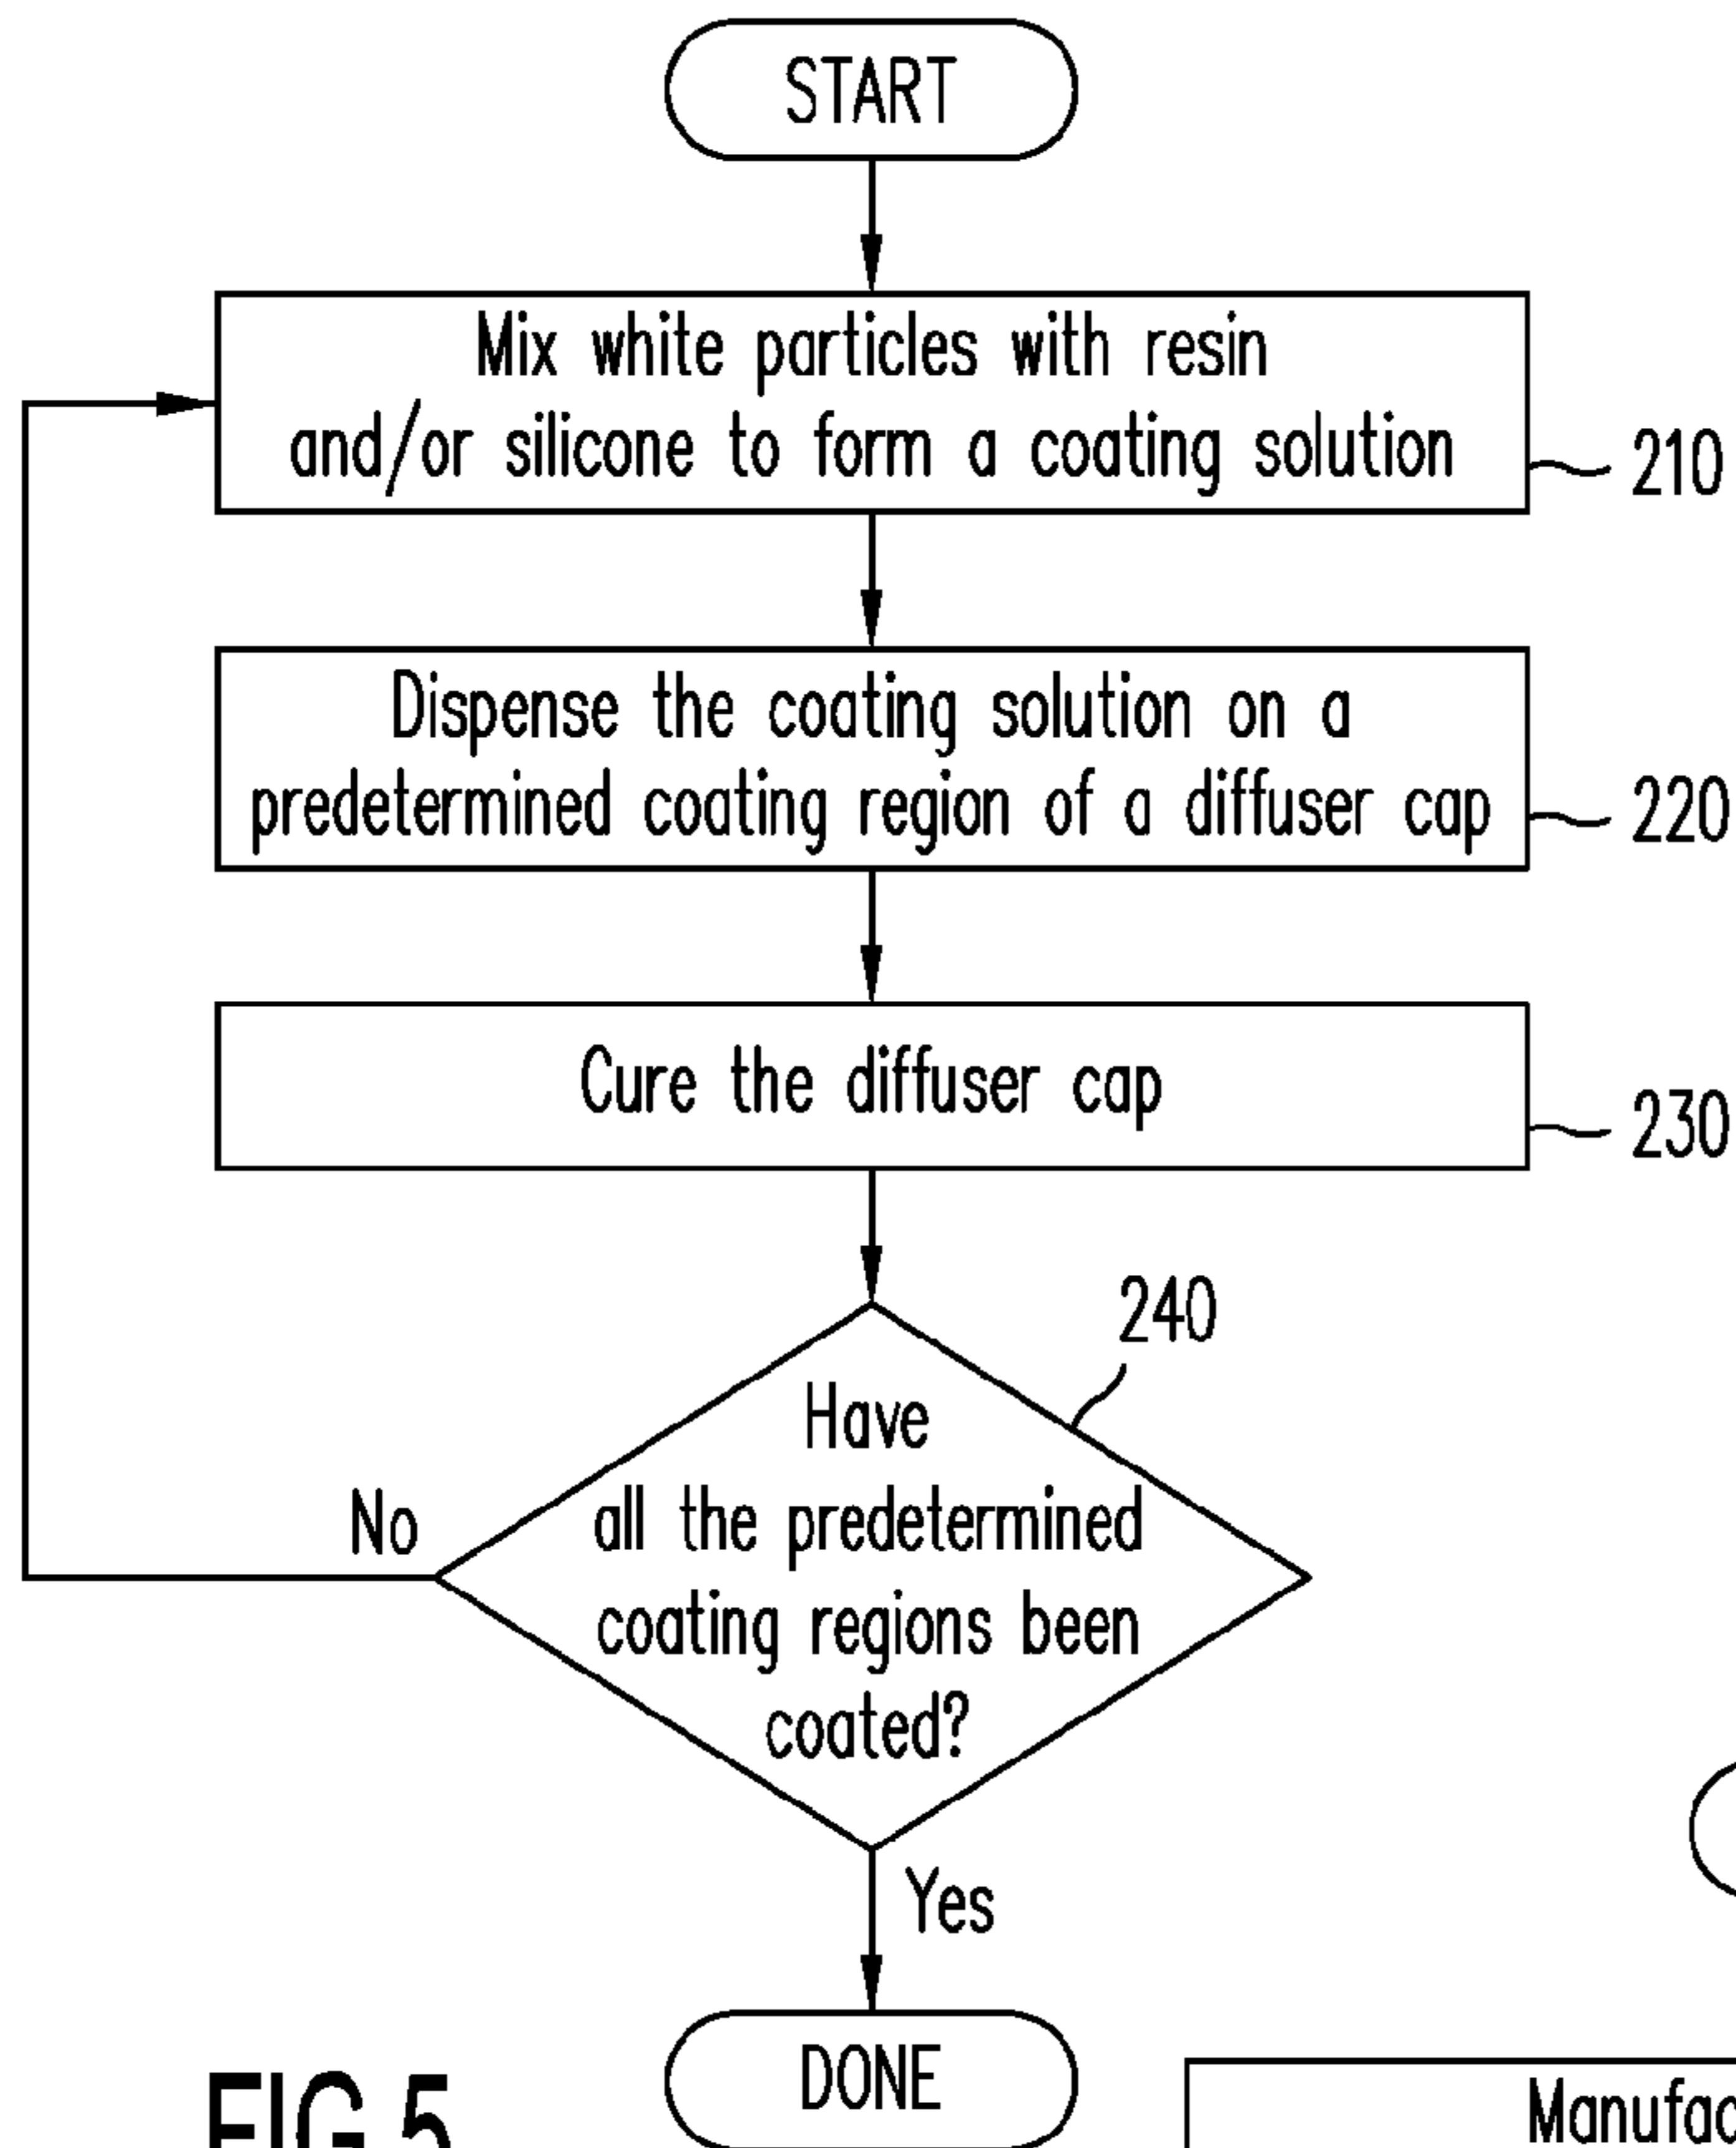 START
Mix white particles with resin
and/or silicone to form a coating solution
210
Dispense the coating solution on a
predetermined coating region of a diffuser cap
220
Cure the diffuser cap
230
240
Have
all the predetermined
coating regions been
coated?
No
Yes
DONE
FIG.5